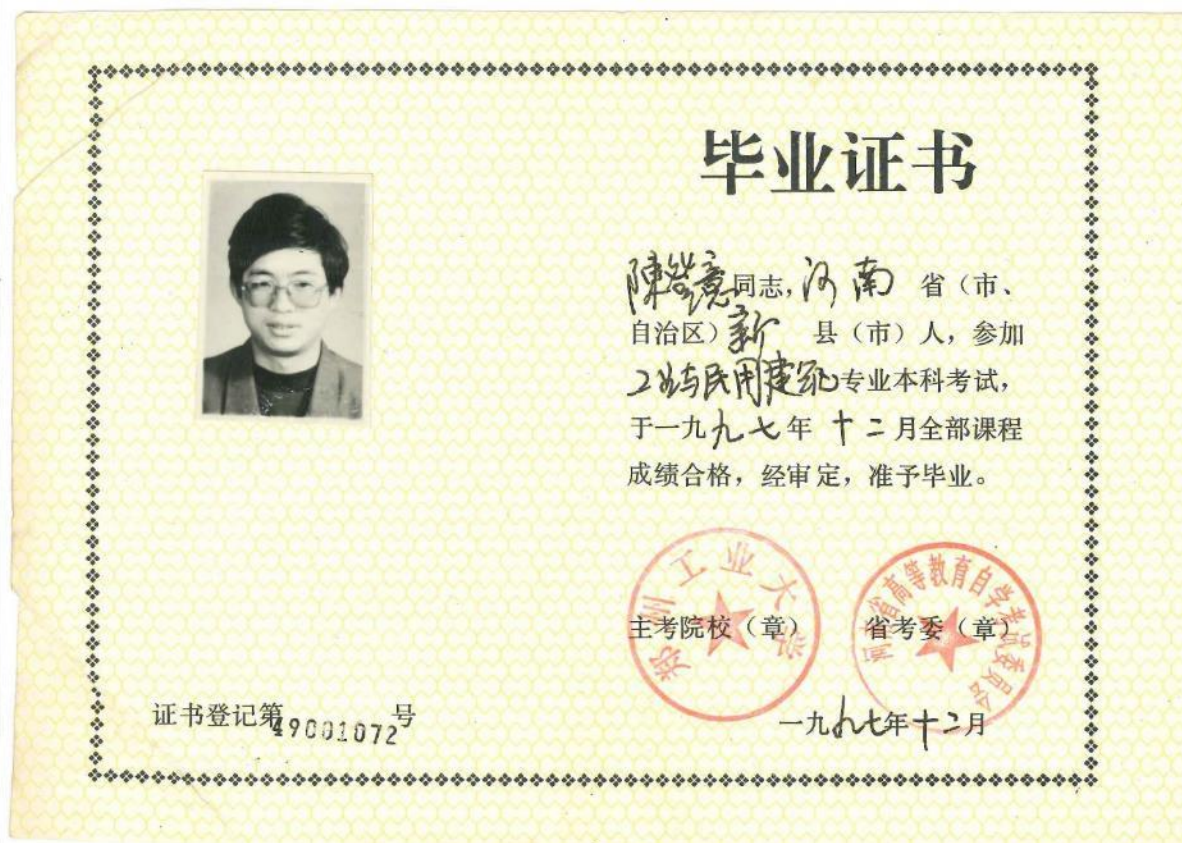 毕业证书
陳同志，河南 省（市、
自治区）新 县（市）人，参加
工业与民用建筑专业本科考试，
于一九九七年 十二月全部课程
成绩合格，经审定，准予毕业。
郑州工业大学
主考院校（章）
河南省高等教育自学考试委员会
省考委（章）
证书登记第49001072号
一九九七年十二月